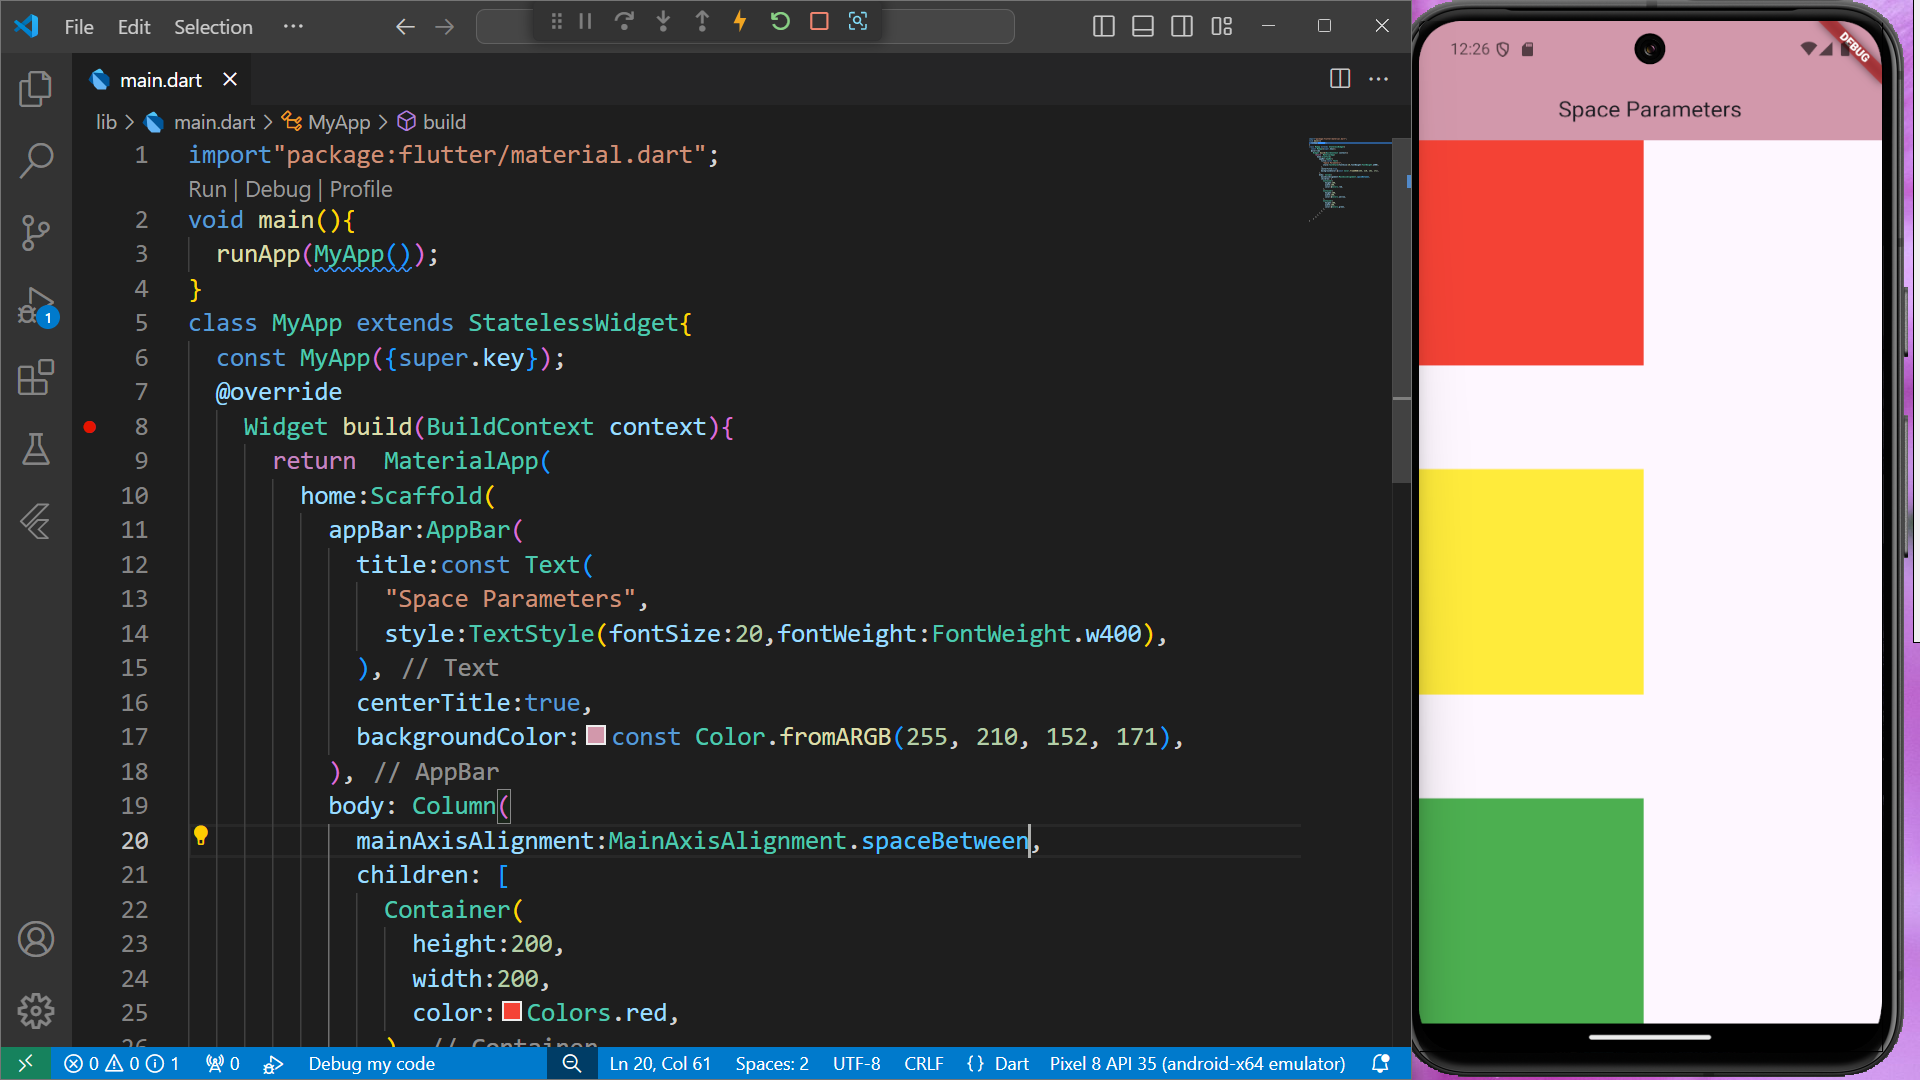 File Edit Selection ···
main.dart
lib > main.dart > MyApp > build
1 import"package:flutter/material.dart";
Run | Debug | Profile
2 void main(){
3 runApp(MyApp());
4 }
5 class MyApp extends StatelessWidget{
6 const MyApp({super.key});
7 @override
8 Widget build(BuildContext context){
9 return  MaterialApp(
10 home:Scaffold(
11 appBar:AppBar(
12 title:const Text(
13 "Space Parameters",
14 style:TextStyle(fontSize:20,fontWeight:FontWeight.w400),
15 ), // Text
16 centerTitle:true,
17 backgroundColor:const Color.fromARGB(255, 210, 152, 171),
18 ), // AppBar
19 body: Column(
20 mainAxisAlignment:MainAxisAlignment.spaceBetween,
21 children: [
22 Container(
23 height:200,
24 width:200,
25 color:Colors.red,
26 ), // Container
1
0 0 1 0 Debug my code Ln 20, Col 61 Spaces: 2 UTF-8 CRLF {} Dart Pixel 8 API 35 (android-x64 emulator)
12:26
DEBUG
Space Parameters